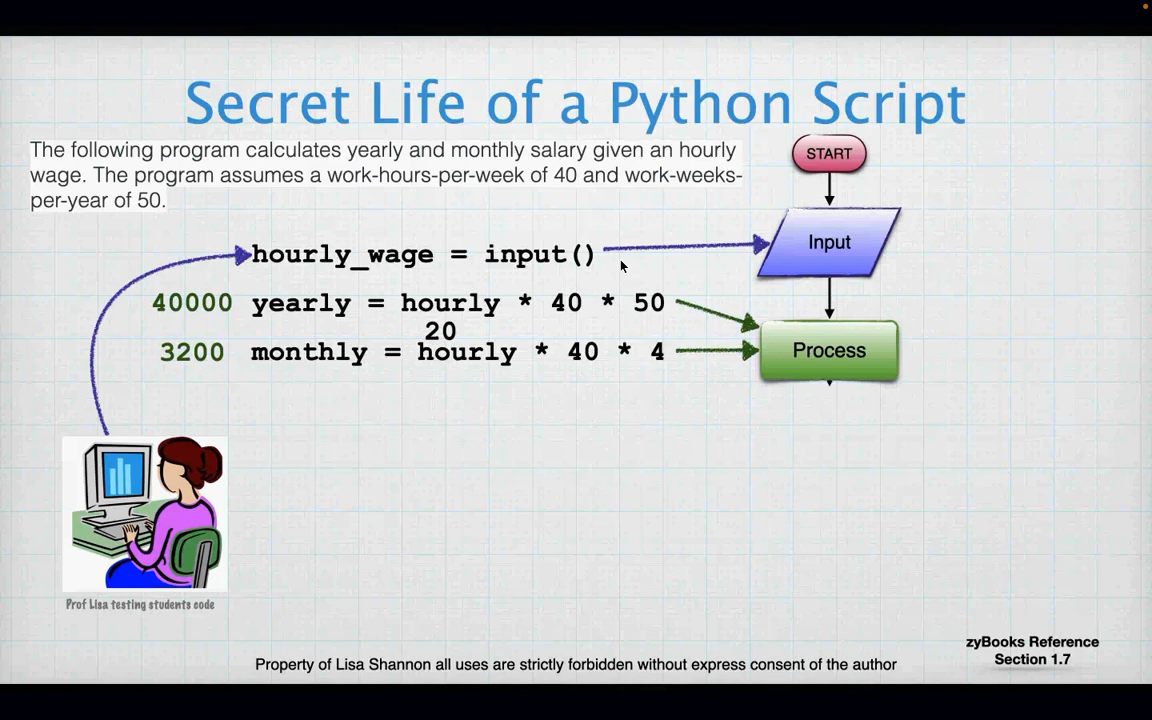 Secret Life of a Python Script
The following program calculates yearly and monthly salary given an hourly
wage. The program assumes a work-hours-per-week of 40 and work-weeks-
per-year of 50.
START
Input
hourly_wage = input()
40000 yearly = hourly * 40 * 50
20
3200 monthly = hourly * 40 * 4
Process
Prof Lisa testing students code
zyBooks Reference
Section 1.7
Property of Lisa Shannon all uses are strictly forbidden without express consent of the author